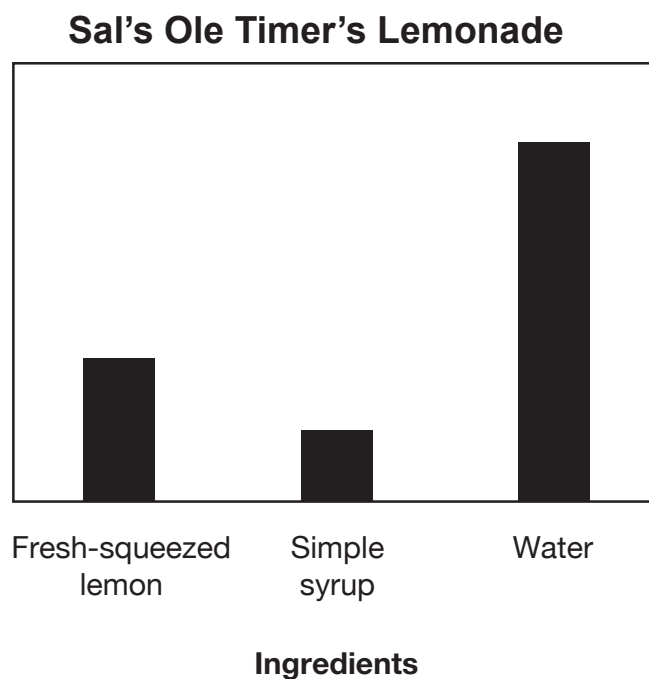 Sal's Ole Timer's Lemonade
Fresh-squeezed
lemon
Simple
syrup
Water
Ingredients